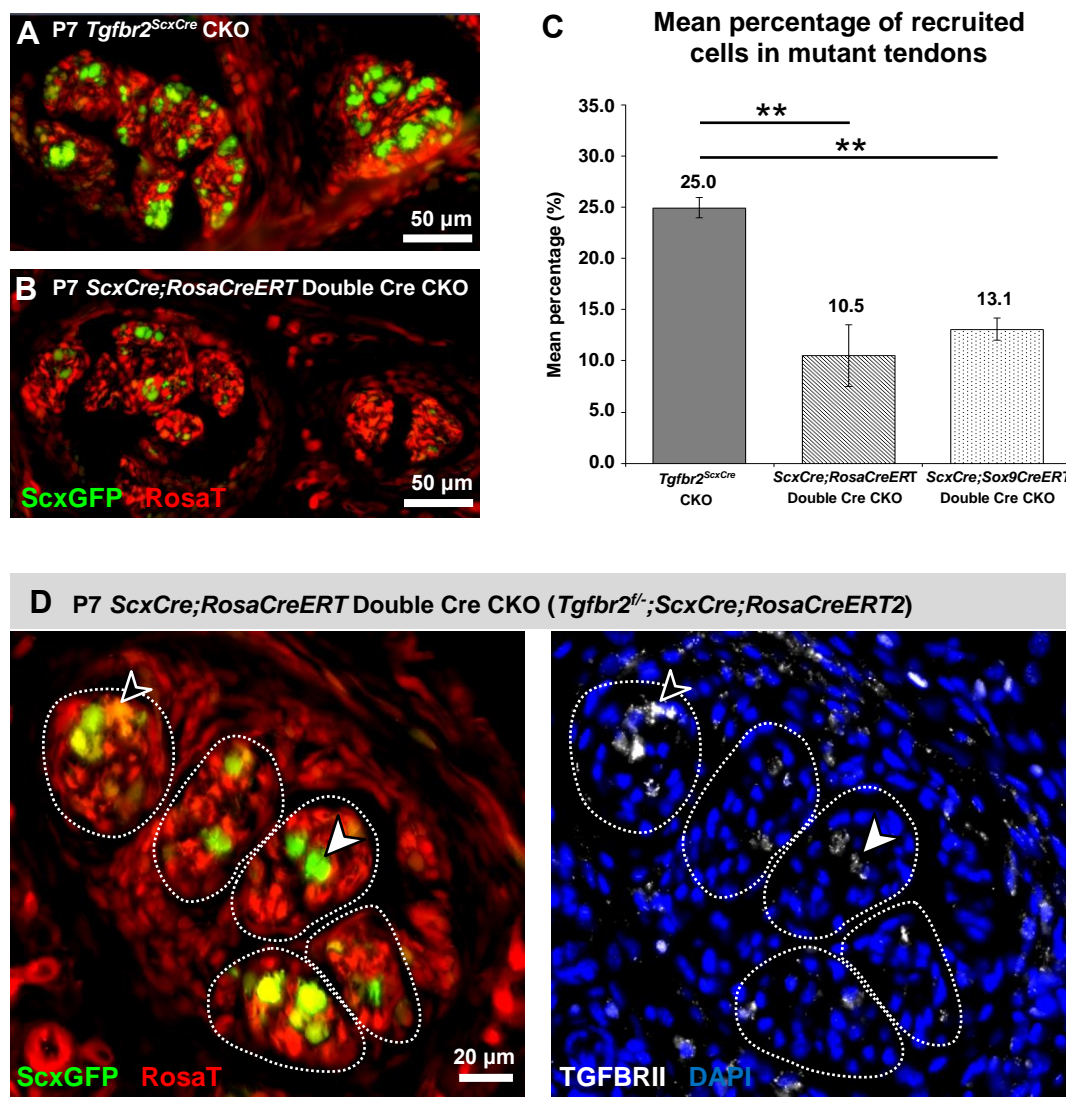 A P7 Tgfbr2ScxCre CKO
50 µm
B P7 ScxCre;RosaCreERT Double Cre CKO
ScxGFP RosaT
50 µm
C Mean percentage of recruited
cells in mutant tendons
Mean percentage (%)
35.0
30.0
25.0
20.0
15.0
10.0
5.0
0.0
**
**
25.0
10.5
13.1
Tgfbr2ScxCre
CKO
ScxCre;RosaCreERT
Double Cre CKO
ScxCre;Sox9CreERT
Double Cre CKO
D P7 ScxCre;RosaCreERT Double Cre CKO (Tgfbr2f/-;ScxCre;RosaCreERT2)
ScxGFP RosaT
20 µm
TGFBRII DAPI